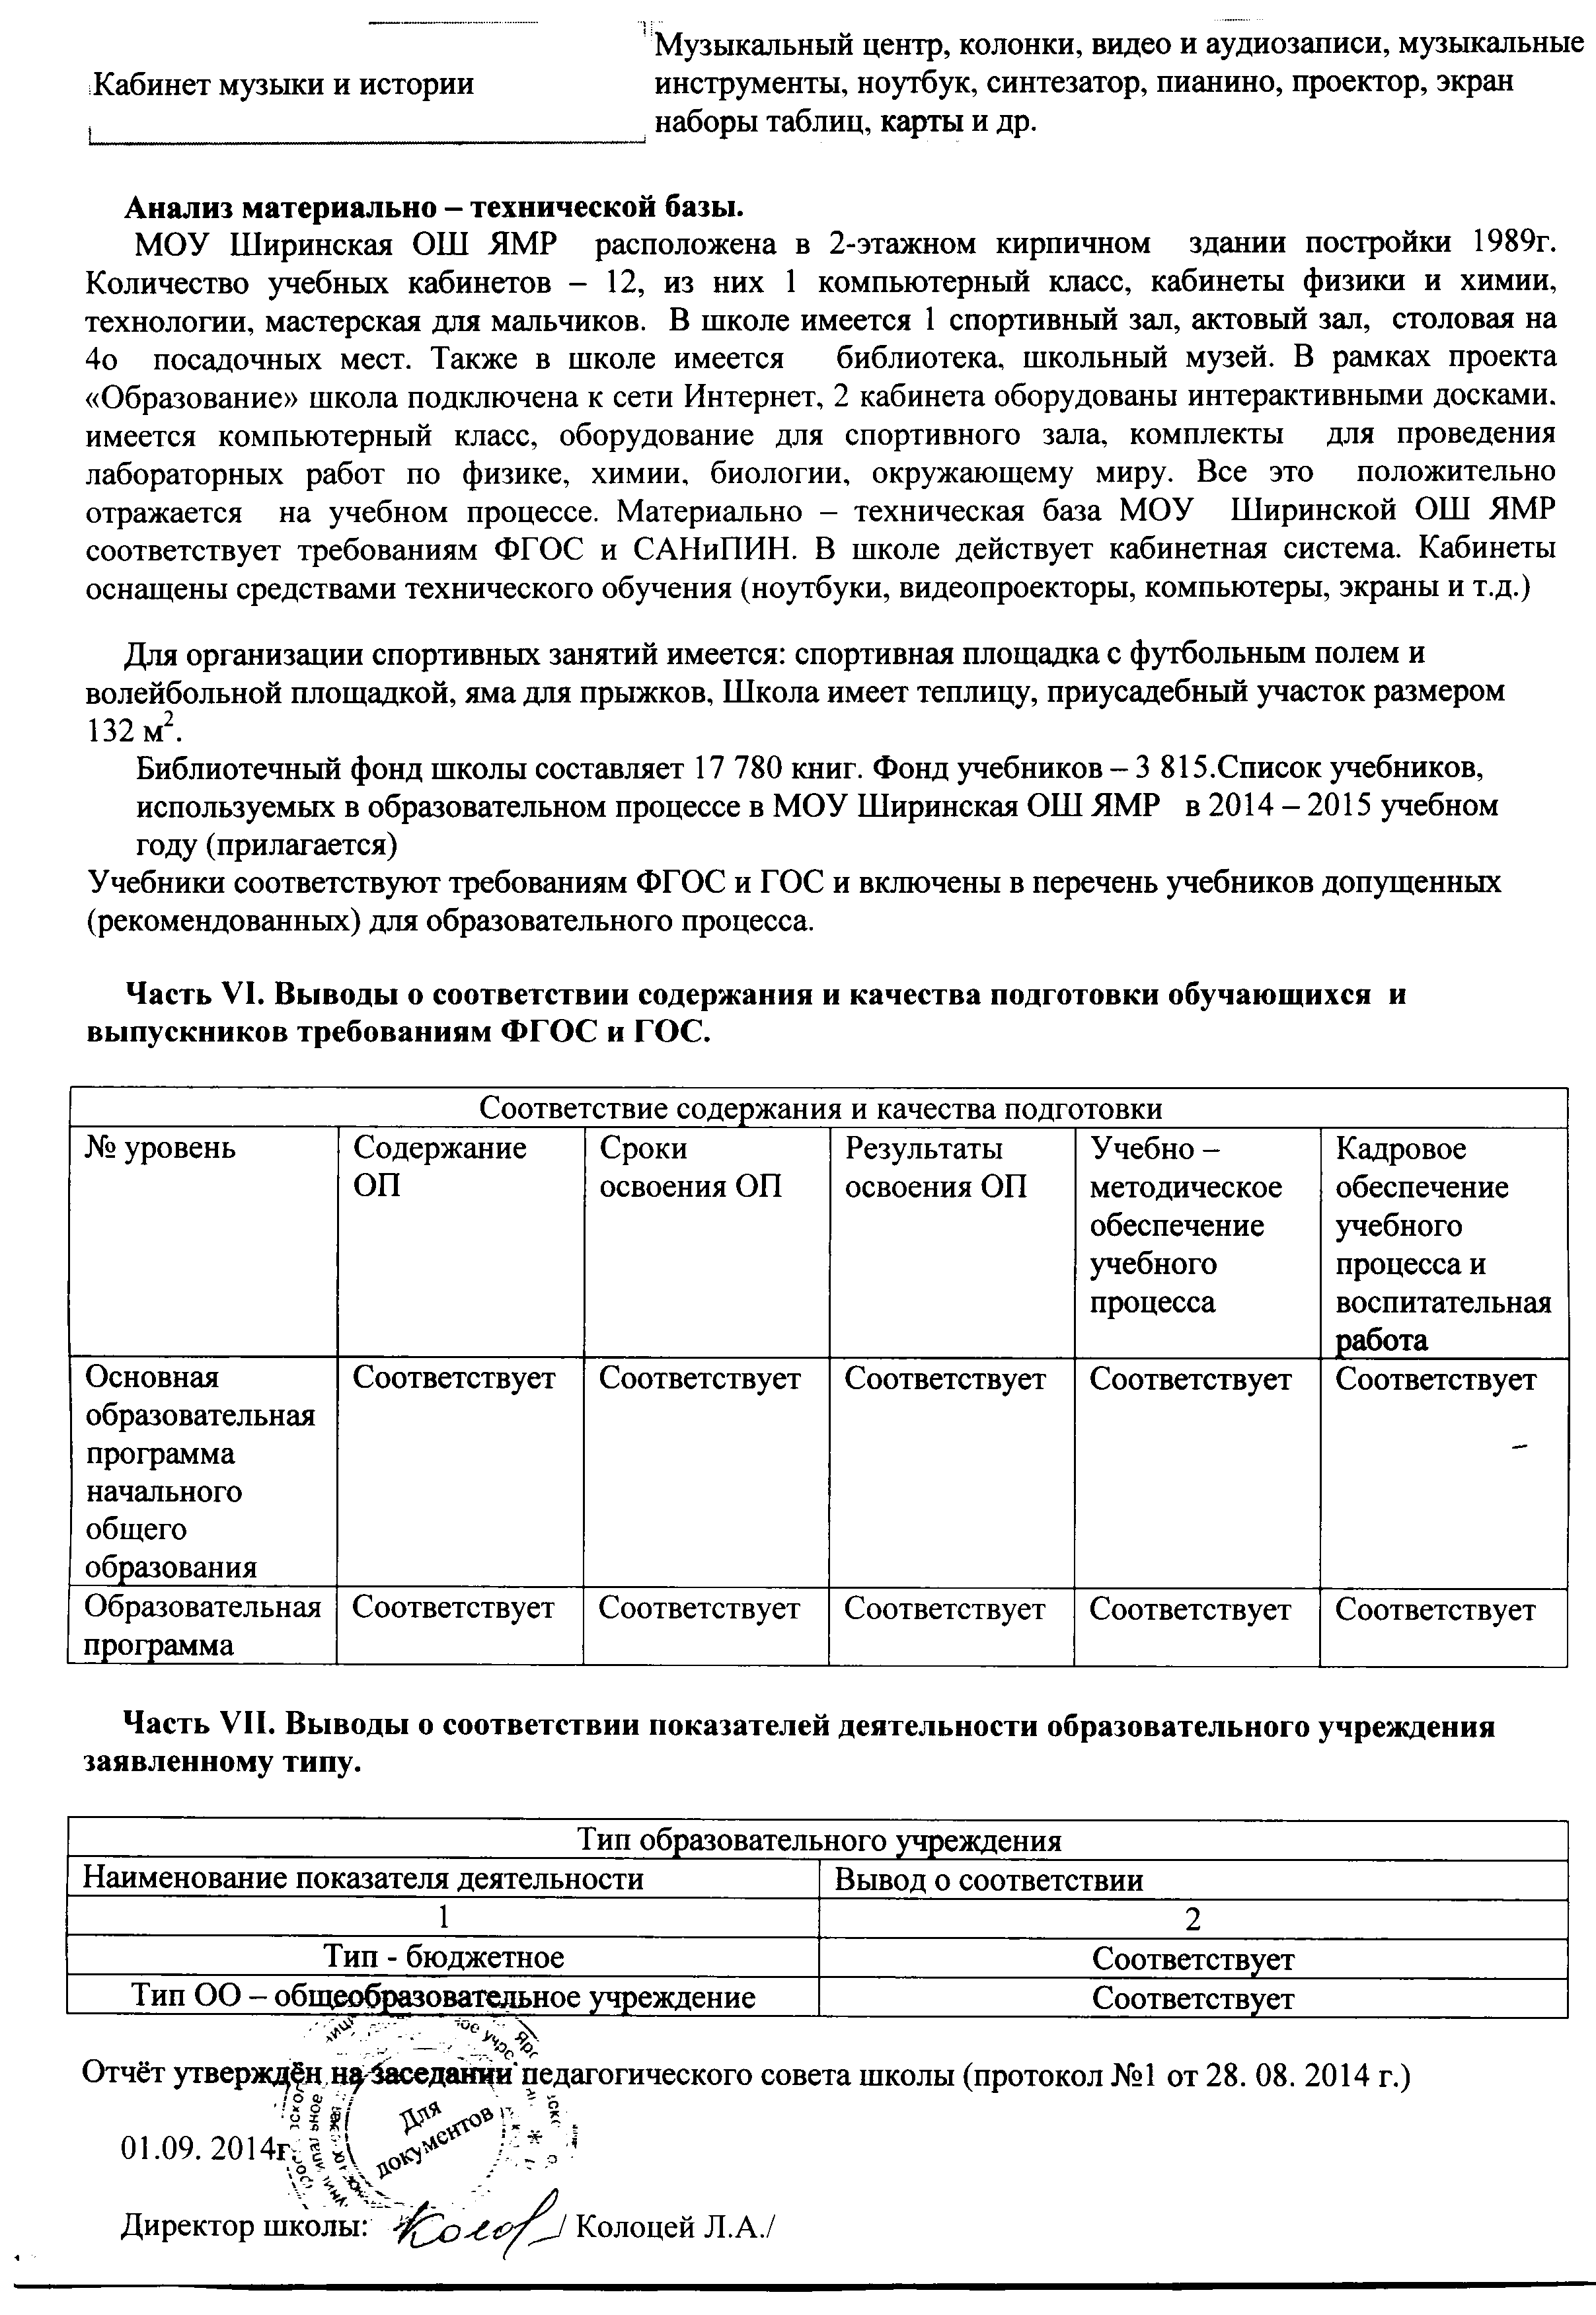 Кабинет музыки и истории
Музыкальный центр, колонки, видео и аудиозаписи, музыкальные
инструменты, ноутбук, синтезатор, пианино, проектор, экран
наборы таблиц, карты и др.
Анализ материально – технической базы.
МОУ Ширинская ОШ ЯМР расположена в 2-этажном кирпичном здании постройки 1989г.
Количество учебных кабинетов – 12, из них 1 компьютерный класс, кабинеты физики и химии,
технологии, мастерская для мальчиков. В школе имеется 1 спортивный зал, актовый зал, столовая на
4о посадочных мест. Также в школе имеется библиотека, школьный музей. В рамках проекта
«Образование» школа подключена к сети Интернет, 2 кабинета оборудованы интерактивными досками.
имеется компьютерный класс, оборудование для спортивного зала, комплекты для проведения
лабораторных работ по физике, химии, биологии, окружающему миру. Все это положительно
отражается на учебном процессе. Материально – техническая база МОУ Ширинской ОШ ЯМР
соответствует требованиям ФГОС и САНиПИН. В школе действует кабинетная система. Кабинеты
оснащены средствами технического обучения (ноутбуки, видеопроекторы, компьютеры, экраны и т.д.)
Для организации спортивных занятий имеется: спортивная площадка с футбольным полем и
волейбольной площадкой, яма для прыжков, Школа имеет теплицу, приусадебный участок размером
132 м².
Библиотечный фонд школы составляет 17 780 книг. Фонд учебников – 3 815.Список учебников,
используемых в образовательном процессе в МОУ Ширинская ОШ ЯМР в 2014 – 2015 учебном
году (прилагается)
Учебники соответствуют требованиям ФГОС и ГОС и включены в перечень учебников допущенных
(рекомендованных) для образовательного процесса.
Часть VI. Выводы о соответствии содержания и качества подготовки обучающихся и
выпускников требованиям ФГОС и ГОС.
Соответствие содержания и качества подготовки
№ уровень
Содержание
ОП
Сроки
освоения ОП
Результаты
освоения ОП
Учебно –
методическое
обеспечение
учебного
процесса
Кадровое
обеспечение
учебного
процесса и
воспитательная
работа
Основная
образовательная
программа
начального
общего
образования
Соответствует
Соответствует
Соответствует
Соответствует
Соответствует
Образовательная
программа
Соответствует
Соответствует
Соответствует
Соответствует
Соответствует
Часть VII. Выводы о соответствии показателей деятельности образовательного учреждения
заявленному типу.
Тип образовательного учреждения
Наименование показателя деятельности
Вывод о соответствии
1
2
Тип - бюджетное
Соответствует
Тип ОО – общеобразовательное учреждение
Соответствует
Отчёт утверждён на заседании педагогического совета школы (протокол №1 от 28. 08. 2014 г.)
Для
документов
01.09. 2014г.
Директор школы: / Колоцей Л.А./